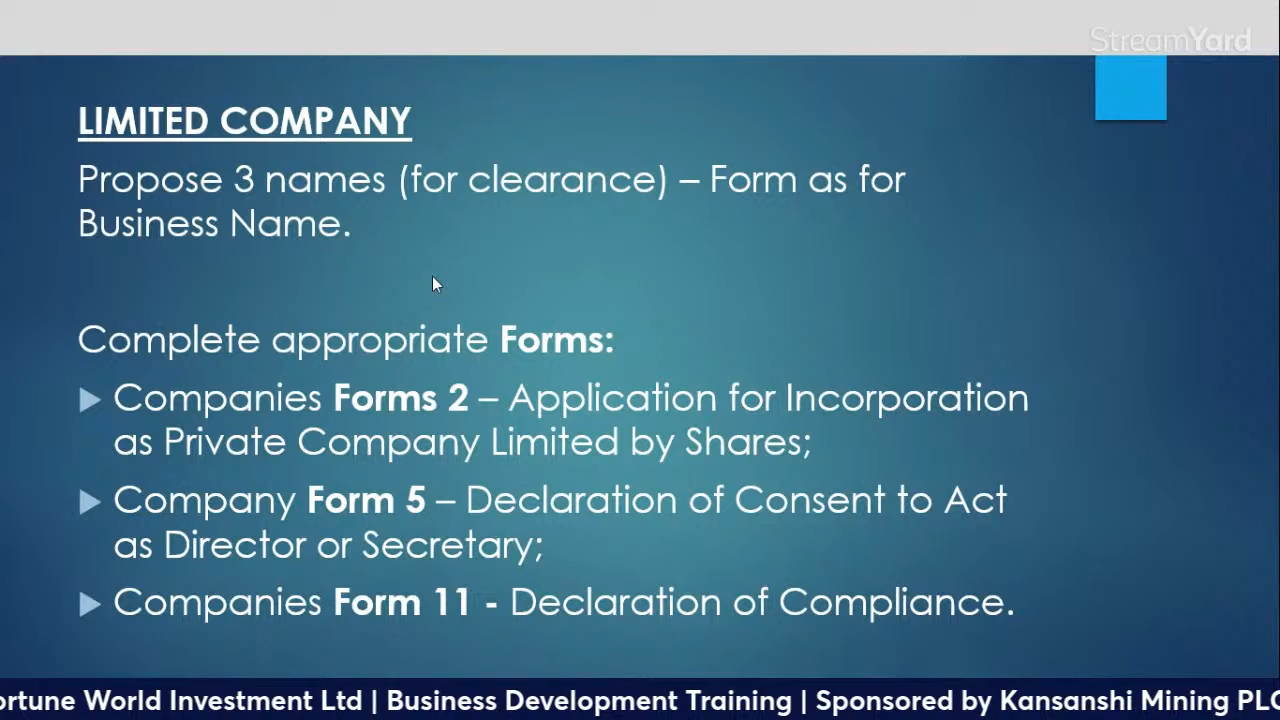 StreamYard
LIMITED COMPANY
Propose 3 names (for clearance) – Form as for
Business Name.
Complete appropriate Forms:
Companies Forms 2 – Application for Incorporation
as Private Company Limited by Shares;
Company Form 5 – Declaration of Consent to Act
as Director or Secretary;
Companies Form 11 - Declaration of Compliance.
ortune World Investment Ltd | Business Development Training | Sponsored by Kansanshi Mining PLC